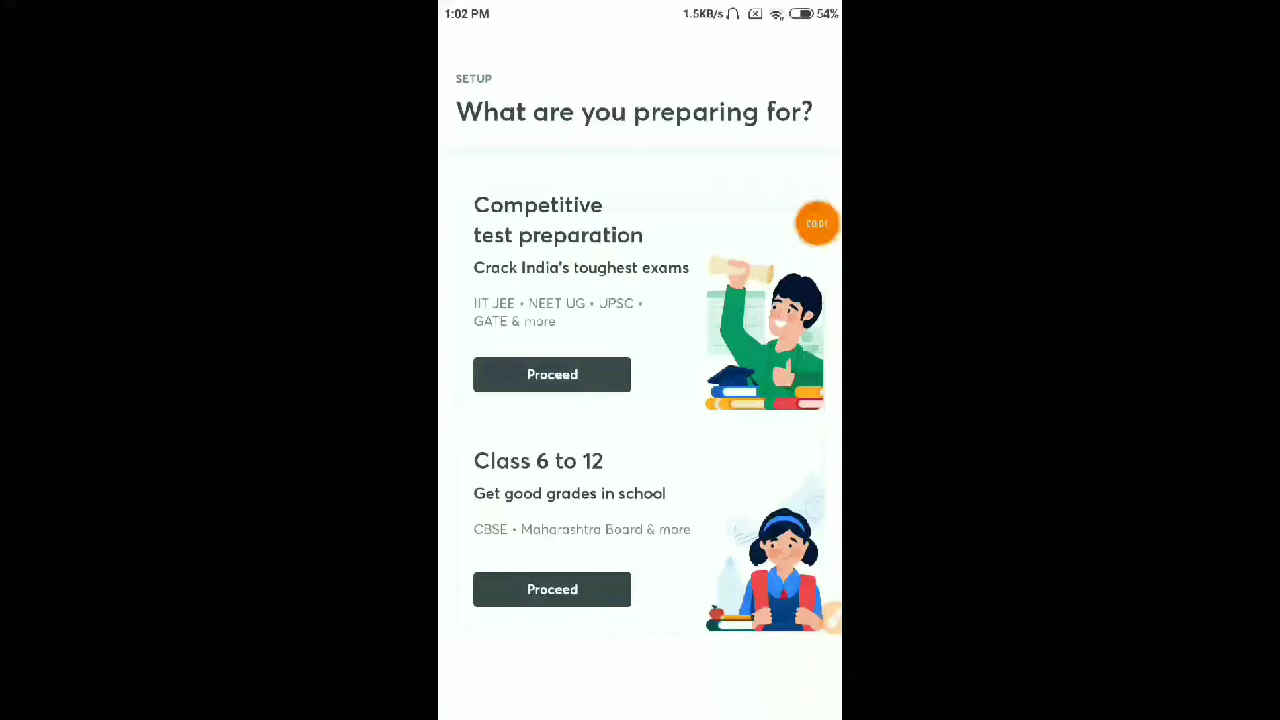 1:02 PM 1.5KB/s 54%
SETUP
What are you preparing for?
Competitive
test preparation
Crack India's toughest exams
IIT JEE • NEET UG • UPSC •
GATE & more
Proceed
Class 6 to 12
Get good grades in school
CBSE • Maharashtra Board & more
Proceed